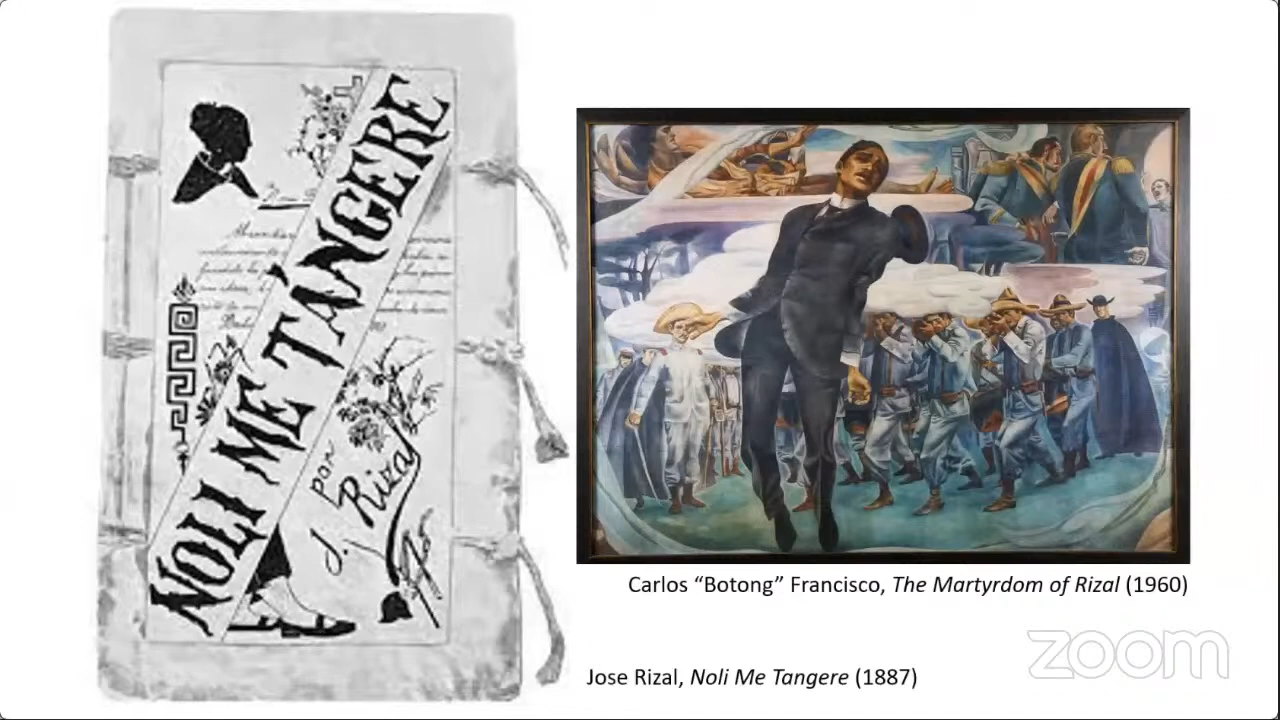 NOLI ME TÁNGERE
por
J. Rizal
Carlos “Botong” Francisco, The Martyrdom of Rizal (1960)
zoom
Jose Rizal, Noli Me Tangere (1887)